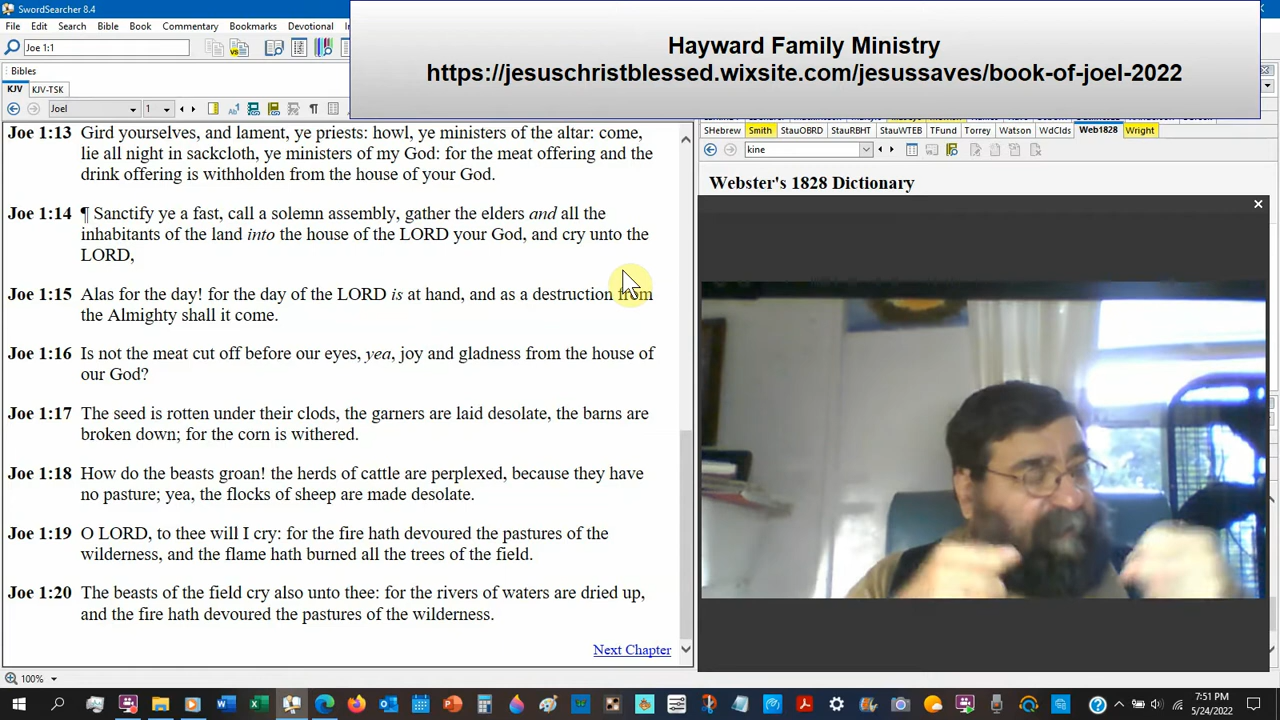 SwordSearcher 8.4
File Edit Search Bible Book Commentary Bookmarks Devotional
Hayward Family Ministry
https://jesuschristblessed.wixsite.com/jesussaves/book-of-joel-2022
Joe 1:1
Bibles
KJV KJV-TSK
Joel 1
SHebrew Smith StauOBRD StauRBHT StauWTEB TFund Torrey Watson WdClds Web1828 Wright
kine
Webster's 1828 Dictionary
Joe 1:13 Gird yourselves, and lament, ye priests: howl, ye ministers of the altar: come,
lie all night in sackcloth, ye ministers of my God: for the meat offering and the
drink offering is withholden from the house of your God.
Joe 1:14 ¶ Sanctify ye a fast, call a solemn assembly, gather the elders and all the
inhabitants of the land into the house of the LORD your God, and cry unto the
LORD,
Joe 1:15 Alas for the day! for the day of the LORD is at hand, and as a destruction from
the Almighty shall it come.
Joe 1:16 Is not the meat cut off before our eyes, yea, joy and gladness from the house of
our God?
Joe 1:17 The seed is rotten under their clods, the garners are laid desolate, the barns are
broken down; for the corn is withered.
Joe 1:18 How do the beasts groan! the herds of cattle are perplexed, because they have
no pasture; yea, the flocks of sheep are made desolate.
Joe 1:19 O LORD, to thee will I cry: for the fire hath devoured the pastures of the
wilderness, and the flame hath burned all the trees of the field.
Joe 1:20 The beasts of the field cry also unto thee: for the rivers of waters are dried up,
and the fire hath devoured the pastures of the wilderness.
Next Chapter
100%
7:51 PM
5/24/2022